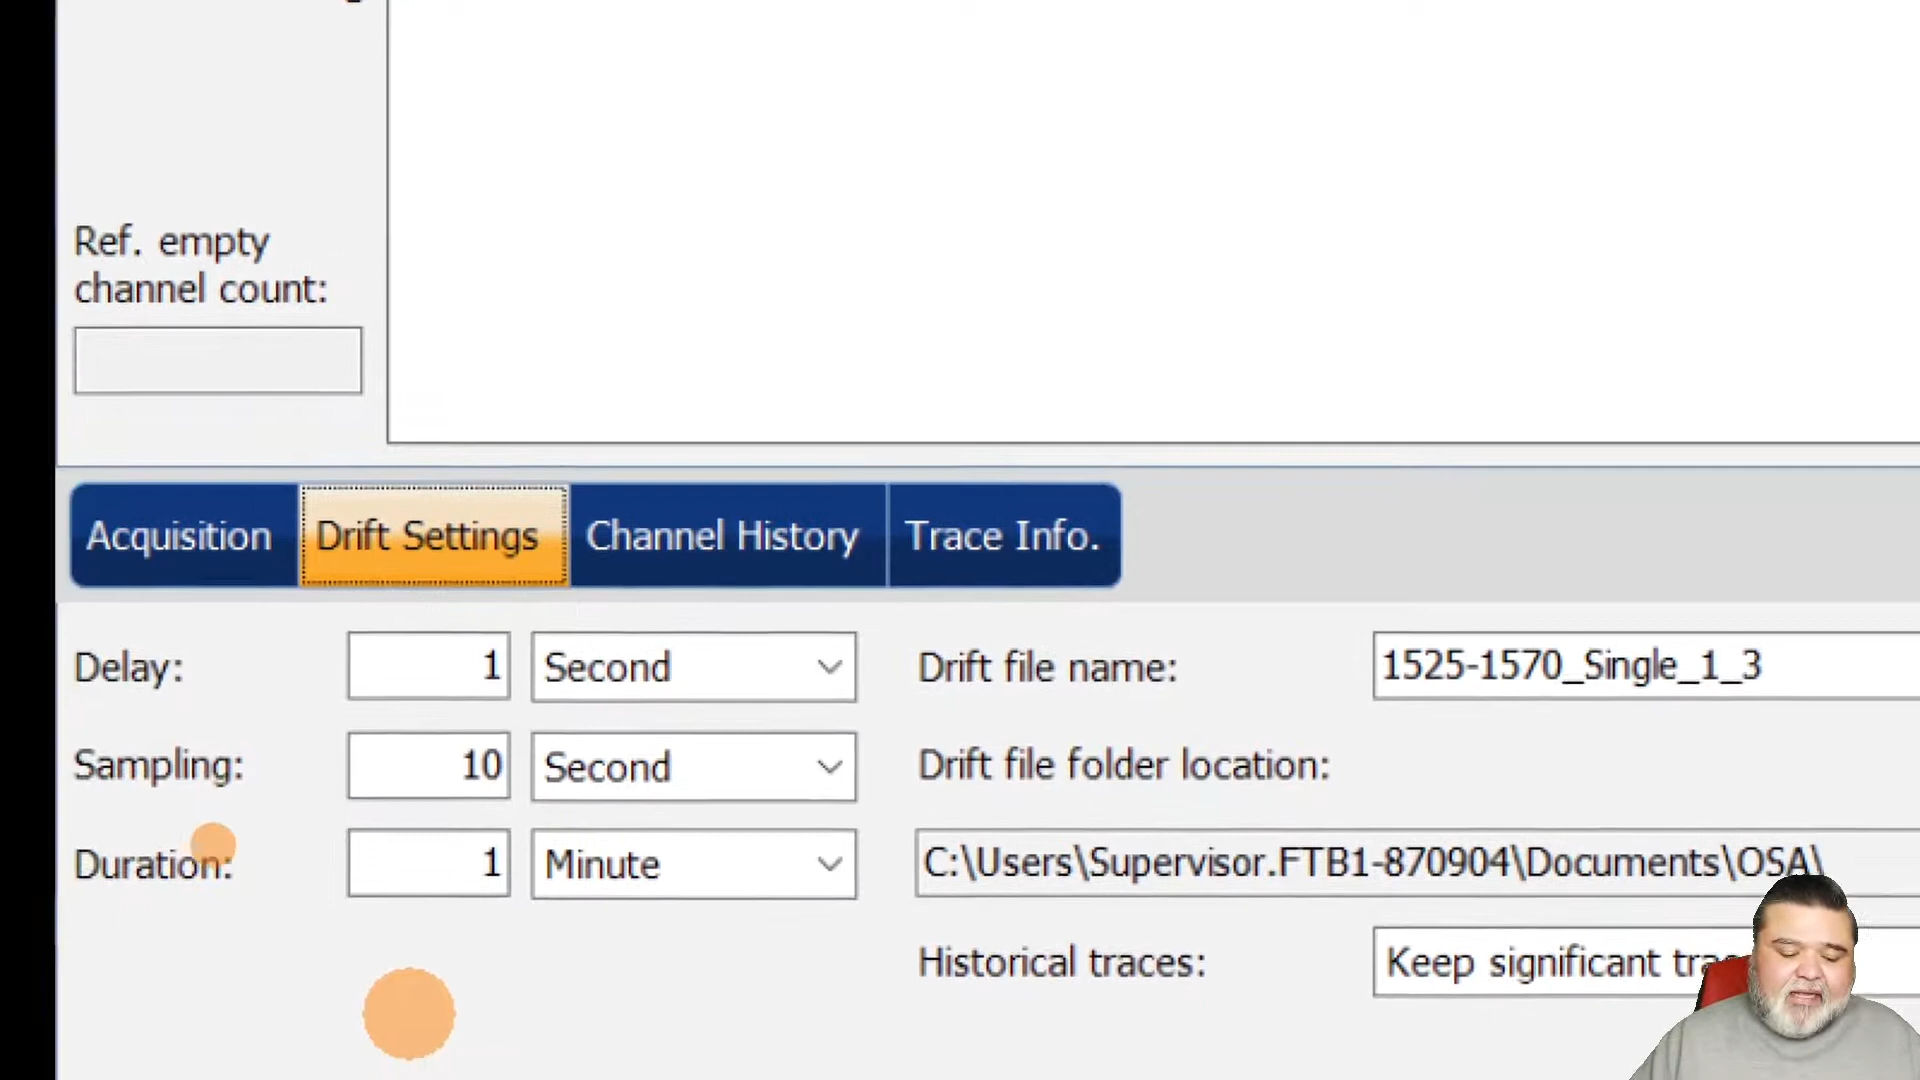 Ref. empty
channel count:
Acquisition Drift Settings Channel History Trace Info.
Delay: 1 Second Drift file name: 1525-1570_Single_1_3
Sampling: 10 Second Drift file folder location:
Duration: 1 Minute C:\Users\Supervisor.FTB1-870904\Documents\OSA\
Historical traces: Keep significant